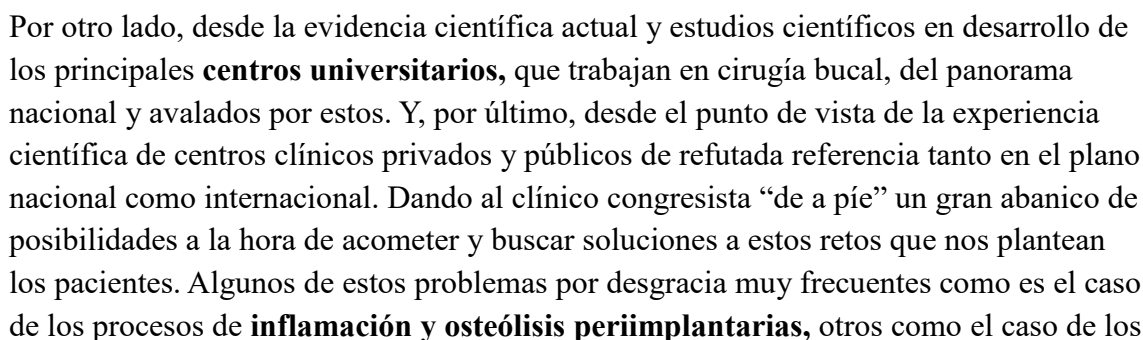 Por otro lado, desde la evidencia científica actual y estudios científicos en desarrollo de
los principales centros universitarios, que trabajan en cirugía bucal, del panorama
nacional y avalados por estos. Y, por último, desde el punto de vista de la experiencia
científica de centros clínicos privados y públicos de refutada referencia tanto en el plano
nacional como internacional. Dando al clínico congresista “de a píe” un gran abanico de
posibilidades a la hora de acometer y buscar soluciones a estos retos que nos plantean
los pacientes. Algunos de estos problemas por desgracia muy frecuentes como es el caso
de los procesos de inflamación y osteólisis periimplantarias, otros como el caso de los